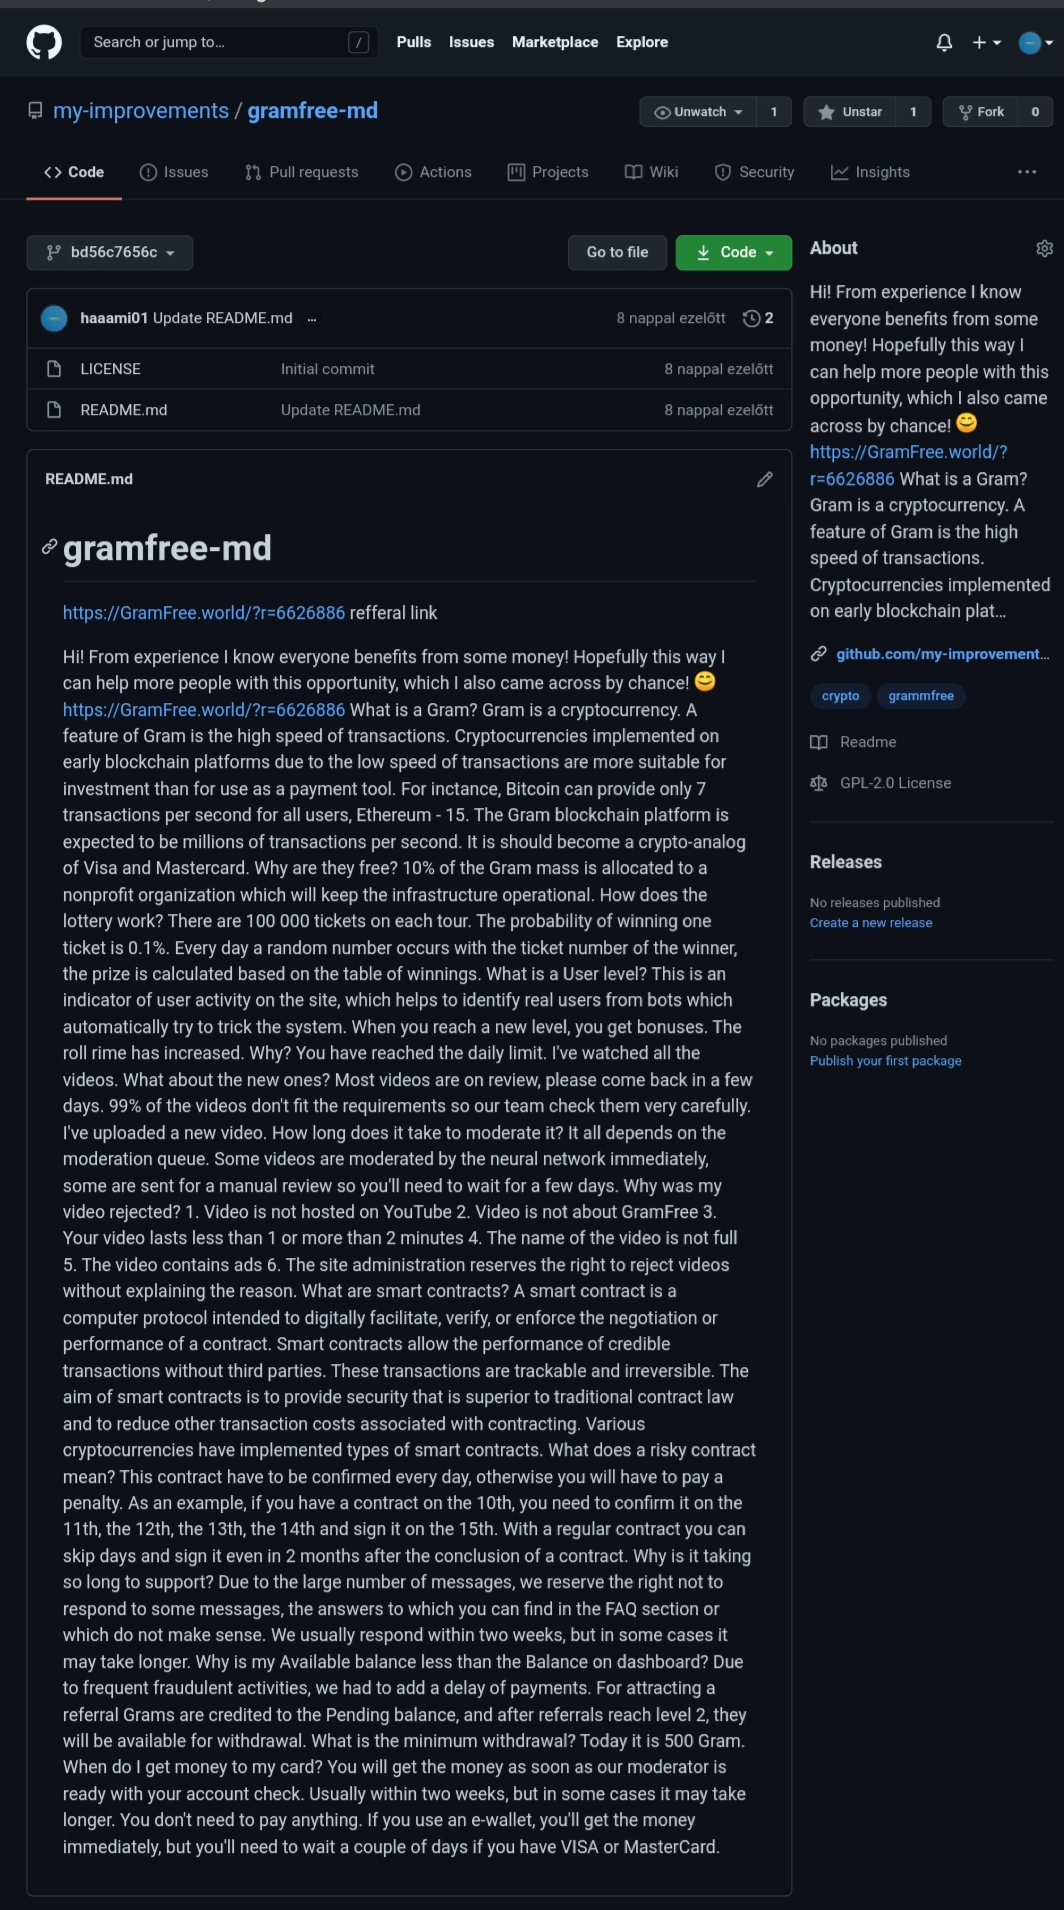 Search or jump to... /
Pulls Issues Marketplace Explore
my-improvements / gramfree-md
Unwatch 1 Unstar 1 Fork 0
Code Issues Pull requests Actions Projects Wiki Security Insights ...
bd56c7656c Go to file Code
haaami01 Update README.md ... 8 nappal ezelőtt 2
LICENSE Initial commit 8 nappal ezelőtt
README.md Update README.md 8 nappal ezelőtt
README.md
gramfree-md
https://GramFree.world/?r=6626886 refferal link
Hi! From experience I know everyone benefits from some money! Hopefully this way I
can help more people with this opportunity, which I also came across by chance! 😊
https://GramFree.world/?r=6626886 What is a Gram? Gram is a cryptocurrency. A
feature of Gram is the high speed of transactions. Cryptocurrencies implemented on
early blockchain platforms due to the low speed of transactions are more suitable for
investment than for use as a payment tool. For inctance, Bitcoin can provide only 7
transactions per second for all users, Ethereum - 15. The Gram blockchain platform is
expected to be millions of transactions per second. It is should become a crypto-analog
of Visa and Mastercard. Why are they free? 10% of the Gram mass is allocated to a
nonprofit organization which will keep the infrastructure operational. How does the
lottery work? There are 100 000 tickets on each tour. The probability of winning one
ticket is 0.1%. Every day a random number occurs with the ticket number of the winner,
the prize is calculated based on the table of winnings. What is a User level? This is an
indicator of user activity on the site, which helps to identify real users from bots which
automatically try to trick the system. When you reach a new level, you get bonuses. The
roll rime has increased. Why? You have reached the daily limit. I've watched all the
videos. What about the new ones? Most videos are on review, please come back in a few
days. 99% of the videos don't fit the requirements so our team check them very carefully.
I've uploaded a new video. How long does it take to moderate it? It all depends on the
moderation queue. Some videos are moderated by the neural network immediately,
some are sent for a manual review so you'll need to wait for a few days. Why was my
video rejected? 1. Video is not hosted on YouTube 2. Video is not about GramFree 3.
Your video lasts less than 1 or more than 2 minutes 4. The name of the video is not full
5. The video contains ads 6. The site administration reserves the right to reject videos
without explaining the reason. What are smart contracts? A smart contract is a
computer protocol intended to digitally facilitate, verify, or enforce the negotiation or
performance of a contract. Smart contracts allow the performance of credible
transactions without third parties. These transactions are trackable and irreversible. The
aim of smart contracts is to provide security that is superior to traditional contract law
and to reduce other transaction costs associated with contracting. Various
cryptocurrencies have implemented types of smart contracts. What does a risky contract
mean? This contract have to be confirmed every day, otherwise you will have to pay a
penalty. As an example, if you have a contract on the 10th, you need to confirm it on the
11th, the 12th, the 13th, the 14th and sign it on the 15th. With a regular contract you can
skip days and sign it even in 2 months after the conclusion of a contract. Why is it taking
so long to support? Due to the large number of messages, we reserve the right not to
respond to some messages, the answers to which you can find in the FAQ section or
which do not make sense. We usually respond within two weeks, but in some cases it
may take longer. Why is my Available balance less than the Balance on dashboard? Due
to frequent fraudulent activities, we had to add a delay of payments. For attracting a
referral Grams are credited to the Pending balance, and after referrals reach level 2, they
will be available for withdrawal. What is the minimum withdrawal? Today it is 500 Gram.
When do I get money to my card? You will get the money as soon as our moderator is
ready with your account check. Usually within two weeks, but in some cases it may take
longer. You don't need to pay anything. If you use an e-wallet, you'll get the money
immediately, but you'll need to wait a couple of days if you have VISA or MasterCard.
About
Hi! From experience I know
everyone benefits from some
money! Hopefully this way I
can help more people with this
opportunity, which I also came
across by chance! 😊
https://GramFree.world/?
r=6626886 What is a Gram?
Gram is a cryptocurrency. A
feature of Gram is the high
speed of transactions.
Cryptocurrencies implemented
on early blockchain plat...
github.com/my-improvement...
crypto grammfree
Readme
GPL-2.0 License
Releases
No releases published
Create a new release
Packages
No packages published
Publish your first package